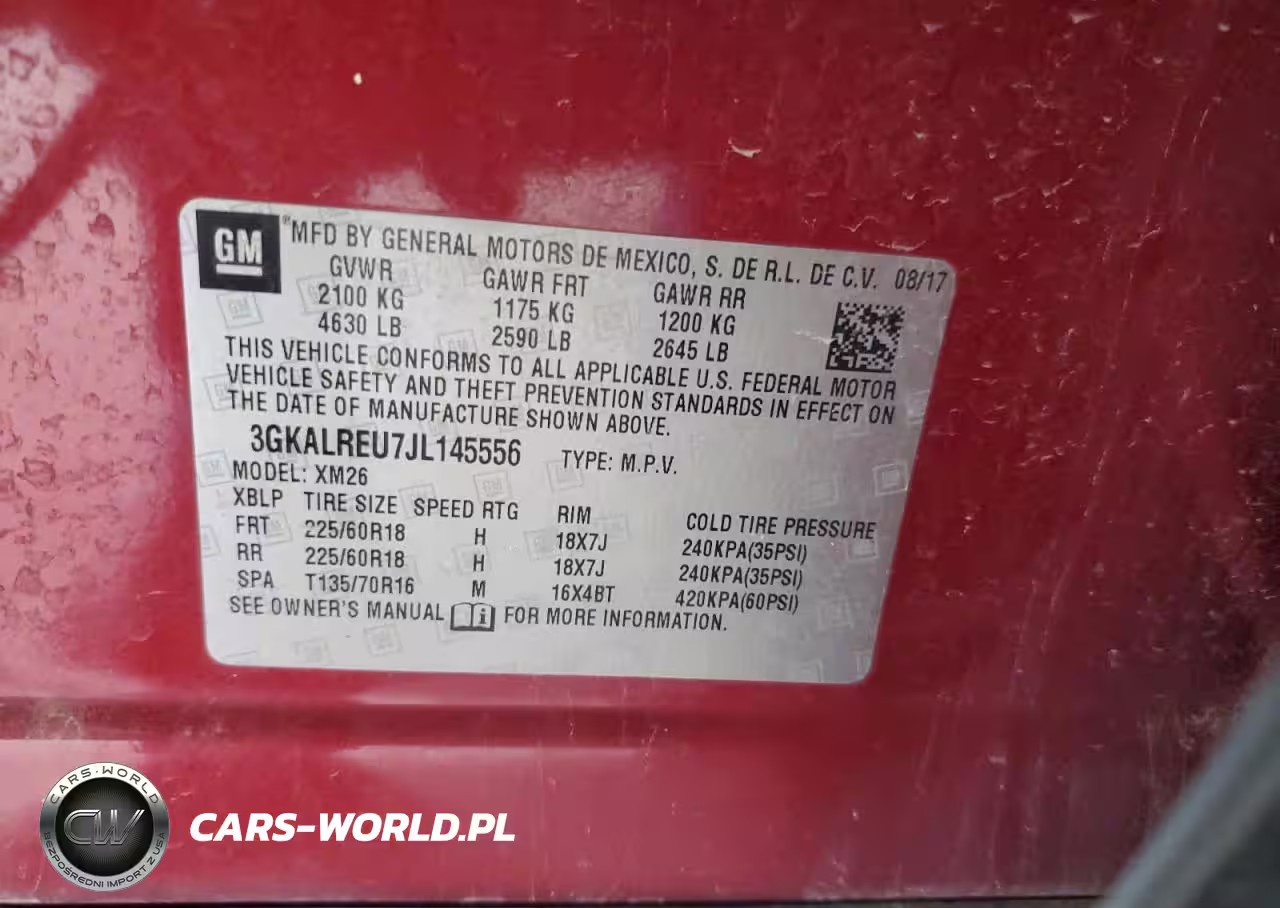 GM
®MFD BY GENERAL MOTORS DE MEXICO, S. DE R.L. DE C.V. 08/17
GVWR GAWR FRT GAWR RR
2100 KG 1175 KG 1200 KG
4630 LB 2590 LB 2645 LB
THIS VEHICLE CONFORMS TO ALL APPLICABLE U.S. FEDERAL MOTOR
VEHICLE SAFETY AND THEFT PREVENTION STANDARDS IN EFFECT ON
THE DATE OF MANUFACTURE SHOWN ABOVE.
3GKALREU7JL145556 TYPE: M.P.V.
MODEL: XM26
XBLP TIRE SIZE SPEED RTG RIM COLD TIRE PRESSURE
FRT 225/60R18 H 18X7J 240KPA(35PSI)
RR 225/60R18 H 18X7J 240KPA(35PSI)
SPA T135/70R16 M 16X4BT 420KPA(60PSI)
SEE OWNER'S MANUAL FOR MORE INFORMATION.
CARS-WORLD
CW
BEZPOŚREDNI IMPORT Z USA
CARS-WORLD.PL